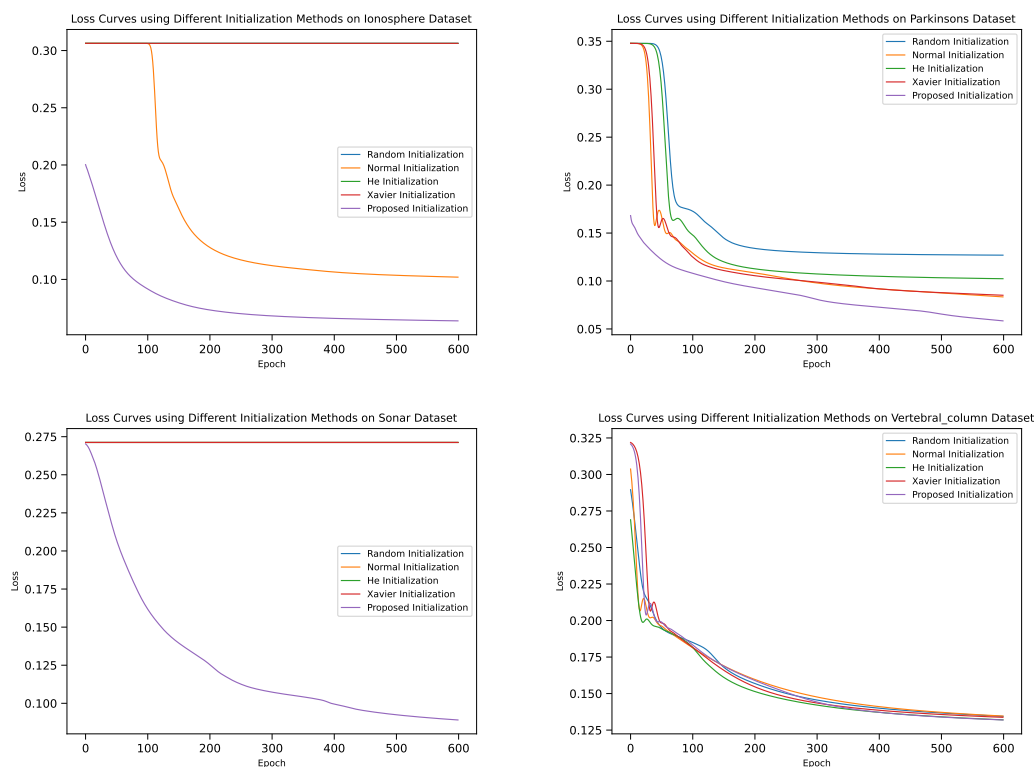 Loss Curves using Different Initialization Methods on Ionosphere Dataset
0.30
0.25
0.20
0.15
0.10
Loss
Random Initialization
Normal Initialization
He Initialization
Xavier Initialization
Proposed Initialization
0 100 200 300 400 500 600
Epoch
Loss Curves using Different Initialization Methods on Parkinsons Dataset
0.35
0.30
0.25
0.20
0.15
0.10
0.05
Loss
Random Initialization
Normal Initialization
He Initialization
Xavier Initialization
Proposed Initialization
0 100 200 300 400 500 600
Epoch
Loss Curves using Different Initialization Methods on Sonar Dataset
0.275
0.250
0.225
0.200
0.175
0.150
0.125
0.100
Loss
Random Initialization
Normal Initialization
He Initialization
Xavier Initialization
Proposed Initialization
0 100 200 300 400 500 600
Epoch
Loss Curves using Different Initialization Methods on Vertebral_column Dataset
0.325
0.300
0.275
0.250
0.225
0.200
0.175
0.150
0.125
Loss
Random Initialization
Normal Initialization
He Initialization
Xavier Initialization
Proposed Initialization
0 100 200 300 400 500 600
Epoch